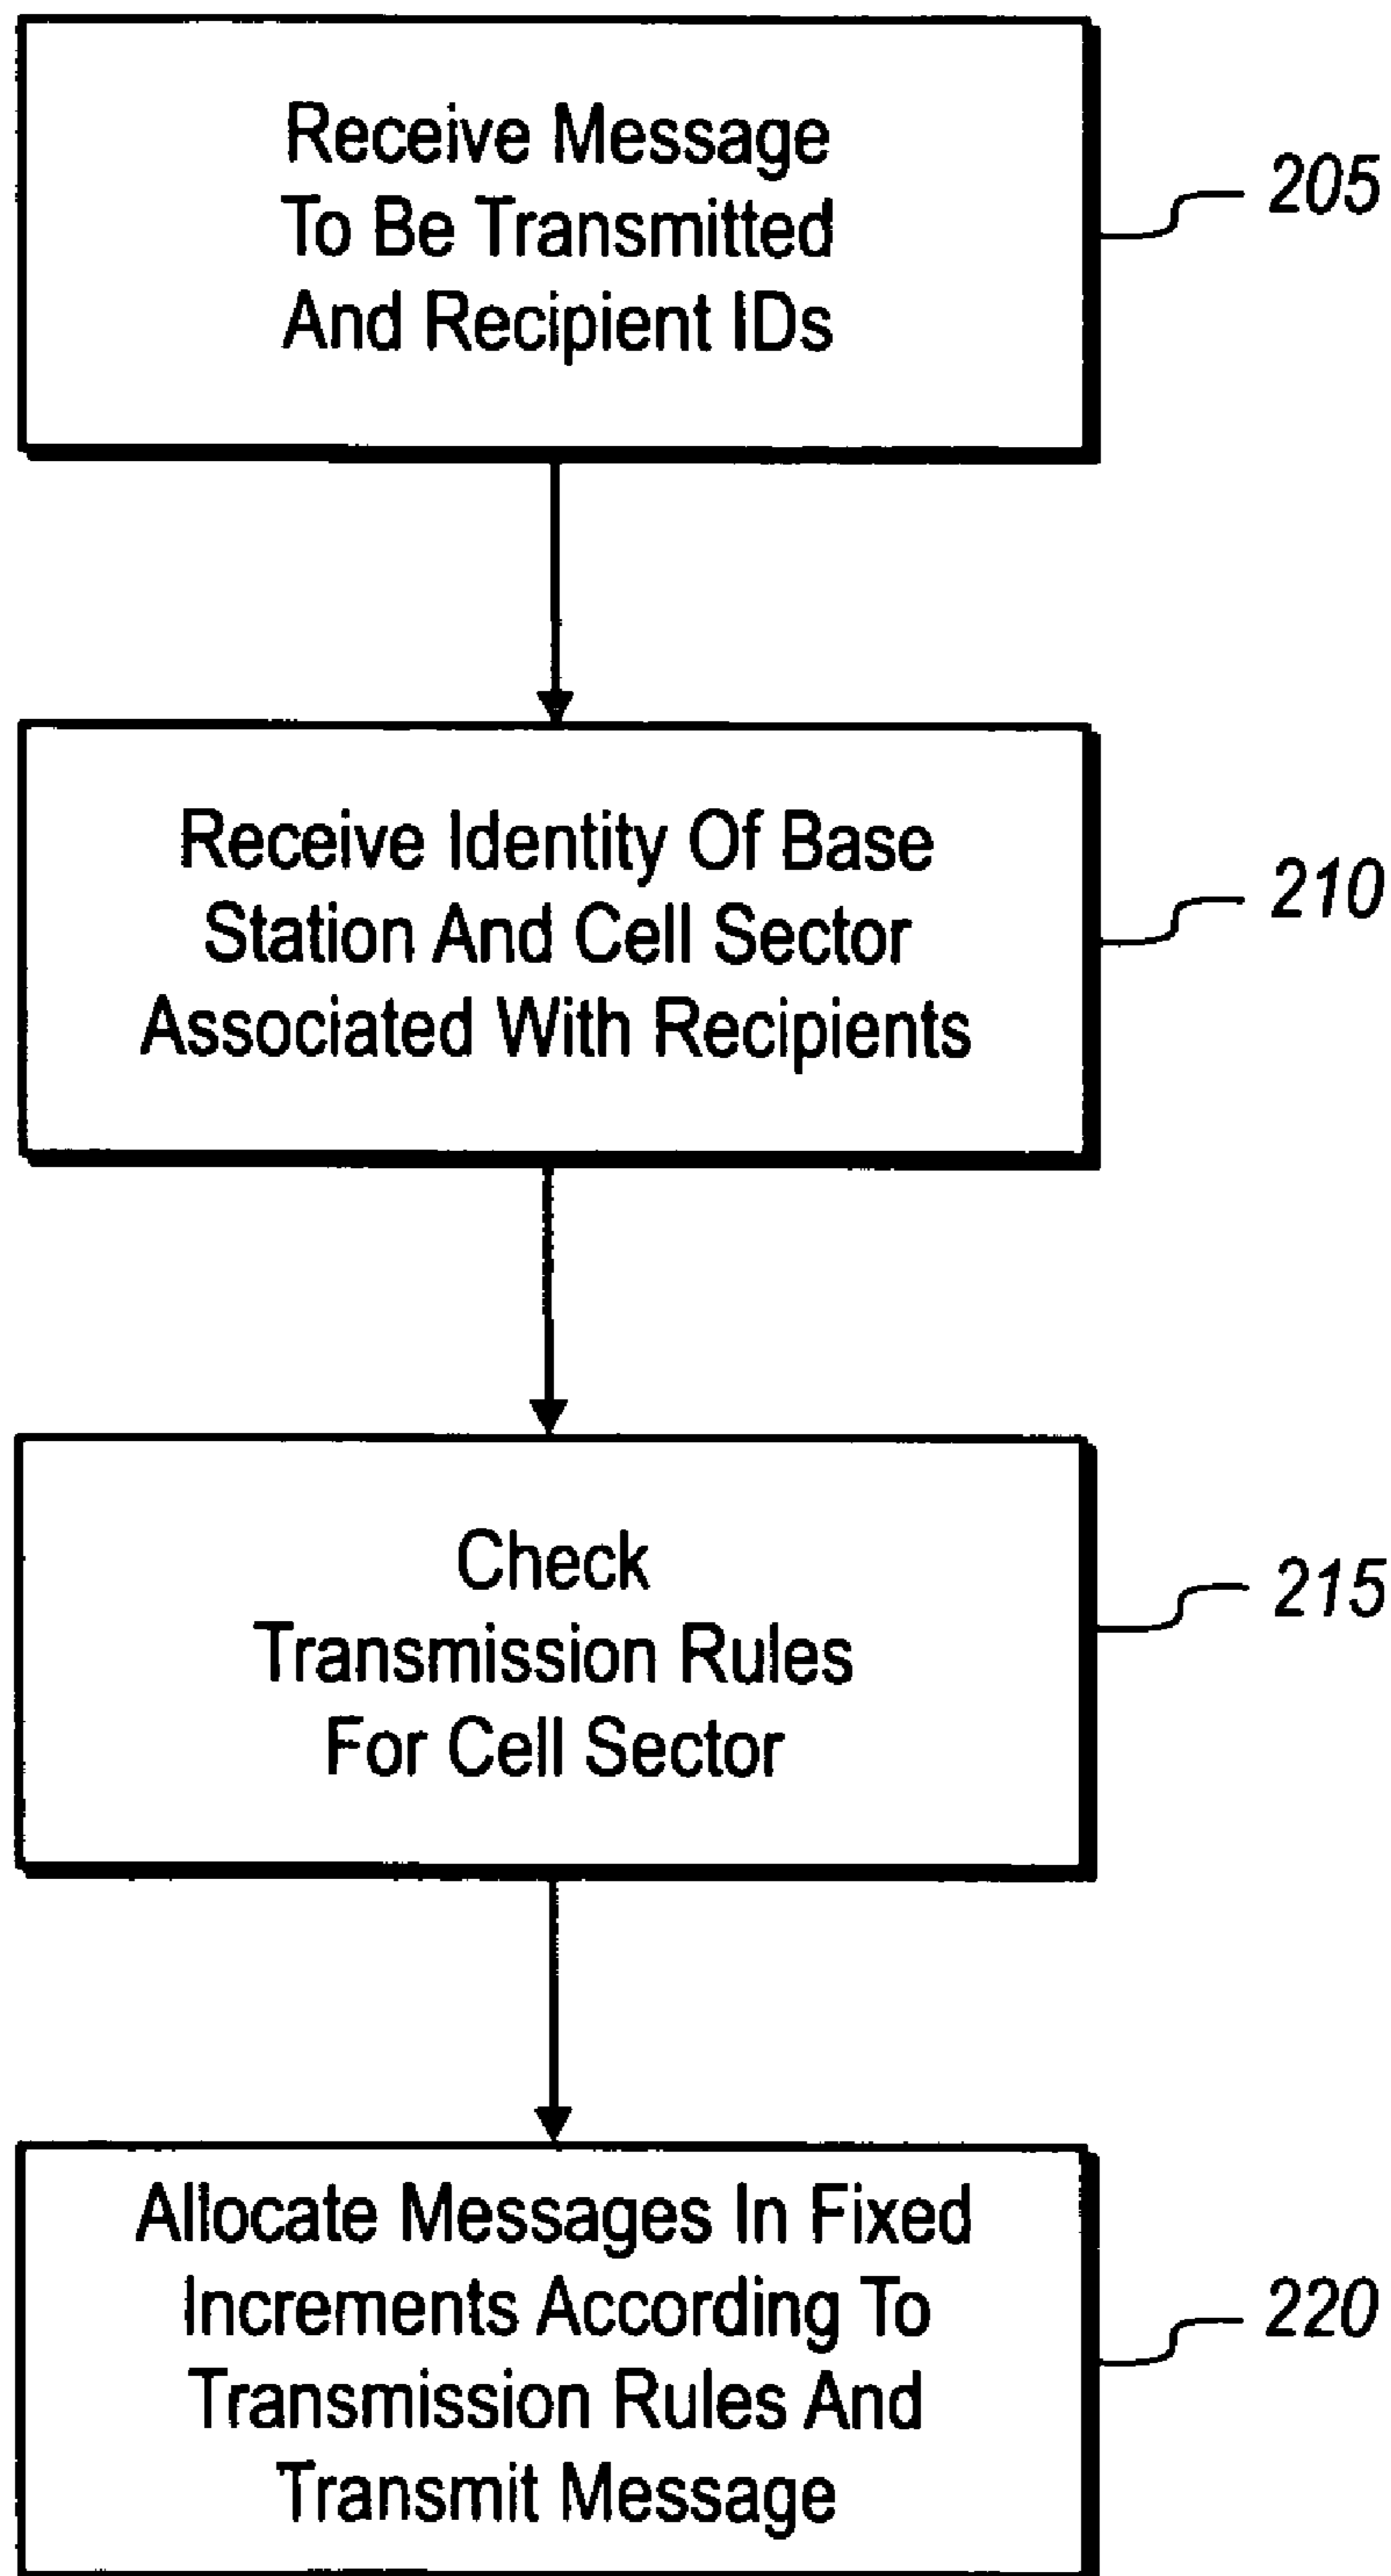 Receive Message
To Be Transmitted
And Recipient IDs
205
Receive Identity Of Base
Station And Cell Sector
Associated With Recipients
210
Check
Transmission Rules
For Cell Sector
215
Allocate Messages In Fixed
Increments According To
Transmission Rules And
Transmit Message
220